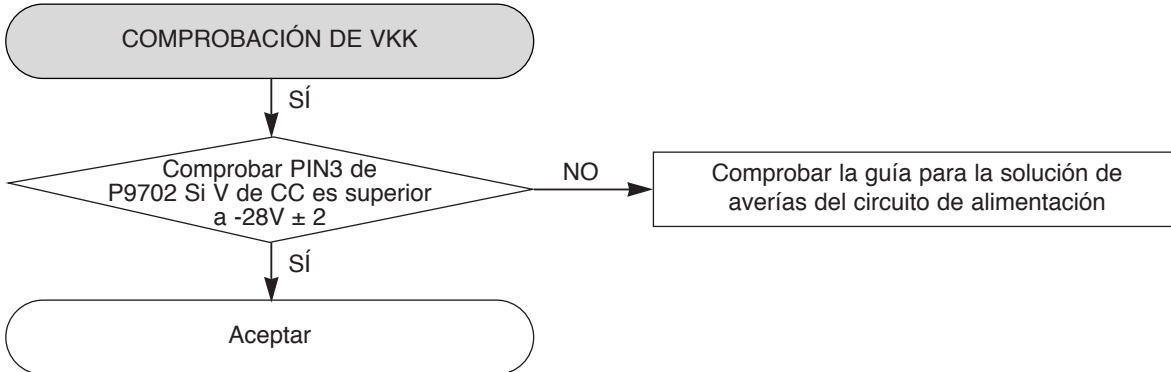 COMPROBACIÓN DE VKK
SÍ
Comprobar PIN3 de
P9702 Si V de CC es superior
a -28V ± 2
NO
Comprobar la guía para la solución de
averías del circuito de alimentación
SÍ
Aceptar